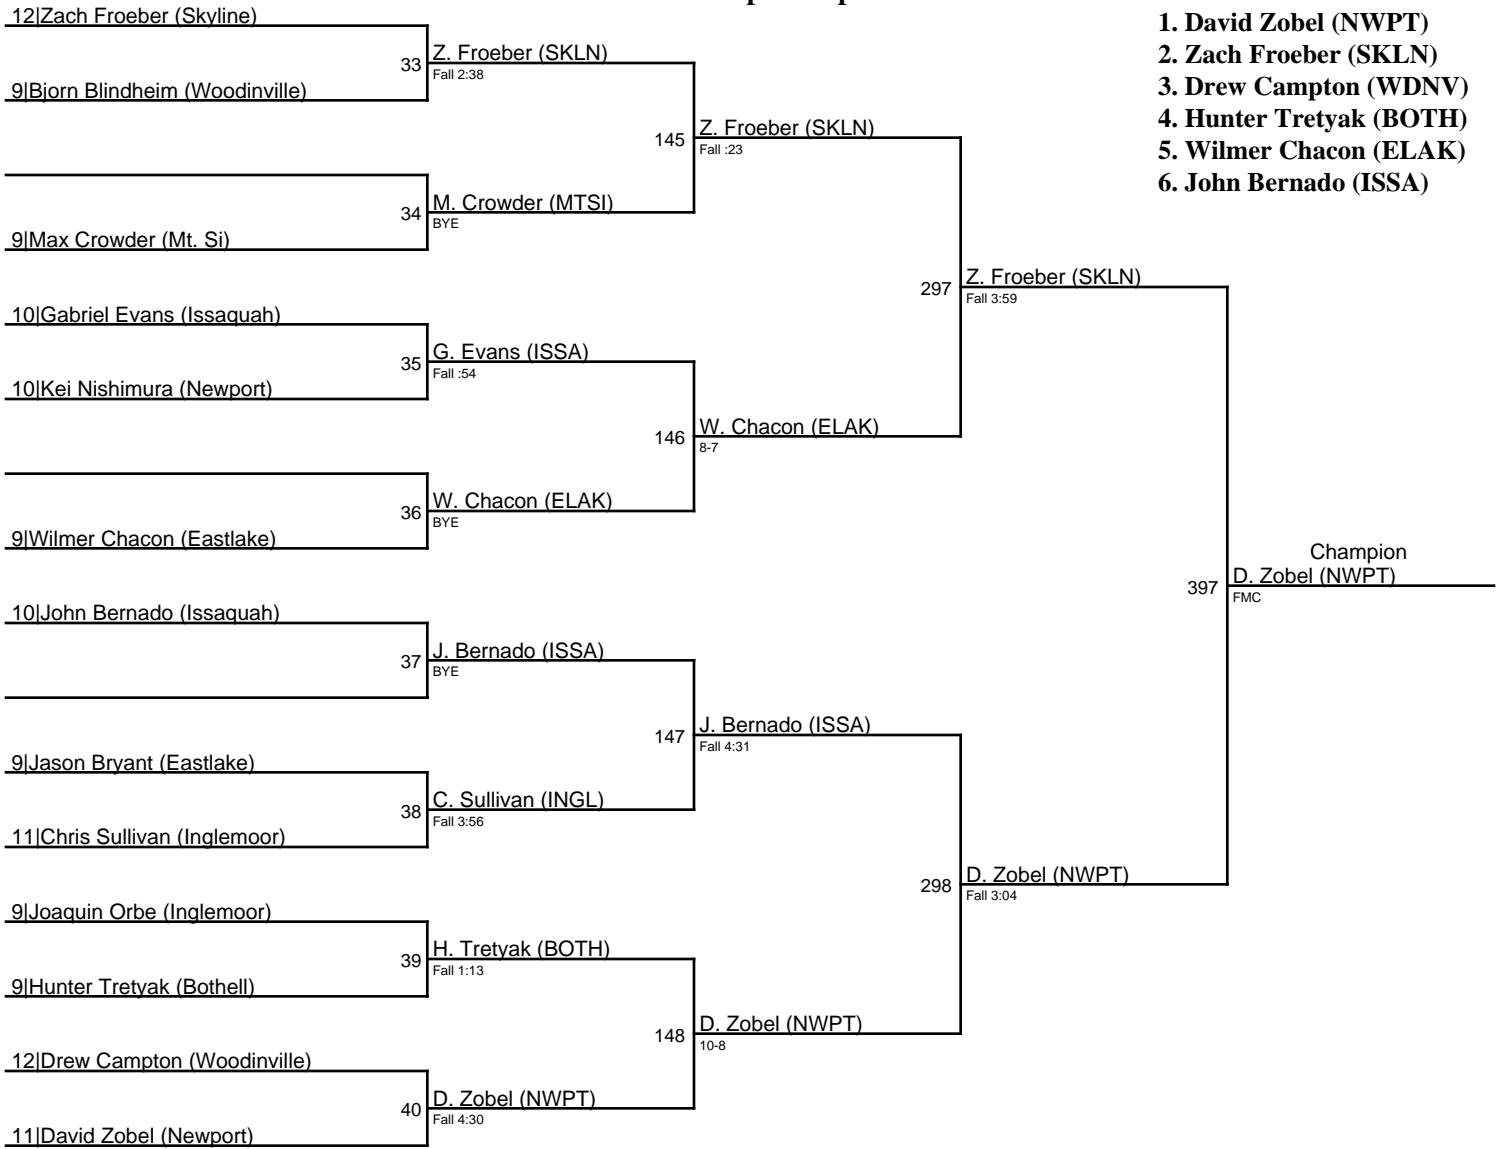 1. David Zobel (NWPT)
2. Zach Froeber (SKLN)
3. Drew Campton (WDNV)
4. Hunter Tretyak (BOTH)
5. Wilmer Chacon (ELAK)
6. John Bernado (ISSA)
12|Zach Froeber (Skyline)
33
Z. Froeber (SKLN)
Fall 2:38
9|Bjorn Blindheim (Woodinville)
145
Z. Froeber (SKLN)
Fall :23
34
M. Crowder (MTSI)
BYE
9|Max Crowder (Mt. Si)
297
Z. Froeber (SKLN)
Fall 3:59
10|Gabriel Evans (Issaquah)
35
G. Evans (ISSA)
Fall :54
10|Kei Nishimura (Newport)
146
W. Chacon (ELAK)
8-7
36
W. Chacon (ELAK)
BYE
9|Wilmer Chacon (Eastlake)
Champion
397
D. Zobel (NWPT)
FMC
10|John Bernado (Issaquah)
37
J. Bernado (ISSA)
BYE
147
J. Bernado (ISSA)
Fall 4:31
9|Jason Bryant (Eastlake)
38
C. Sullivan (INGL)
Fall 3:56
11|Chris Sullivan (Inglemoor)
298
D. Zobel (NWPT)
Fall 3:04
9|Joaquin Orbe (Inglemoor)
39
H. Tretyak (BOTH)
Fall 1:13
9|Hunter Tretyak (Bothell)
148
D. Zobel (NWPT)
10-8
12|Drew Campton (Woodinville)
40
D. Zobel (NWPT)
Fall 4:30
11|David Zobel (Newport)